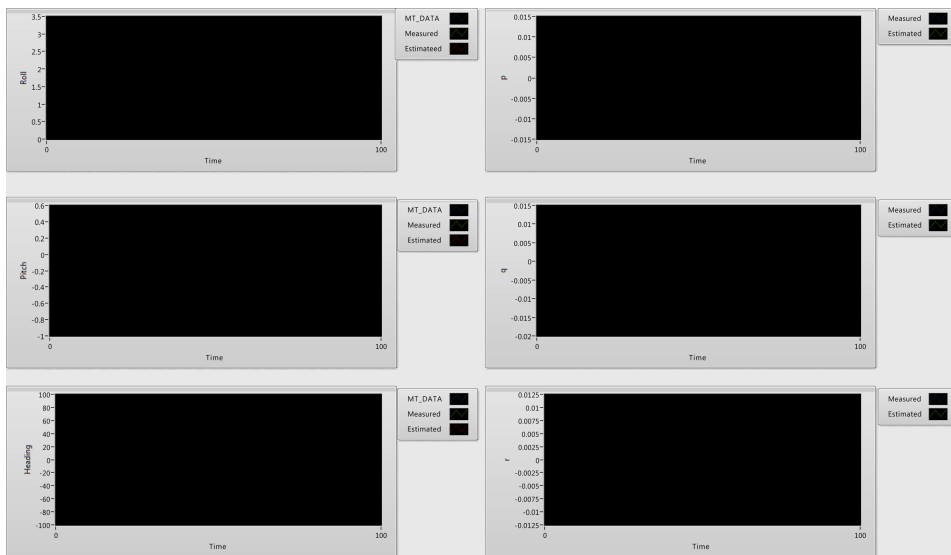 3.5
3
2.5
2
1.5
1
0.5
0
Roll
0
100
Time
MT_DATA
Measured
Estimateed
0.015
0.01
0.005
0
-0.005
-0.01
-0.015
p
0
100
Time
Measured
Estimated
0.6
0.4
0.2
0
-0.2
-0.4
-0.6
-0.8
-1
Pitch
0
100
Time
MT_DATA
Measured
Estimated
0.015
0.01
0.005
0
-0.005
-0.01
-0.015
-0.02
q
0
100
Time
Measured
Estimated
100
80
60
40
20
0
-20
-40
-60
-80
-100
Heading
0
100
Time
MT_DATA
Measured
Estimated
0.0125
0.01
0.0075
0.005
0.0025
0
-0.0025
-0.005
-0.0075
-0.01
-0.0125
r
0
100
Time
Measured
Estimated